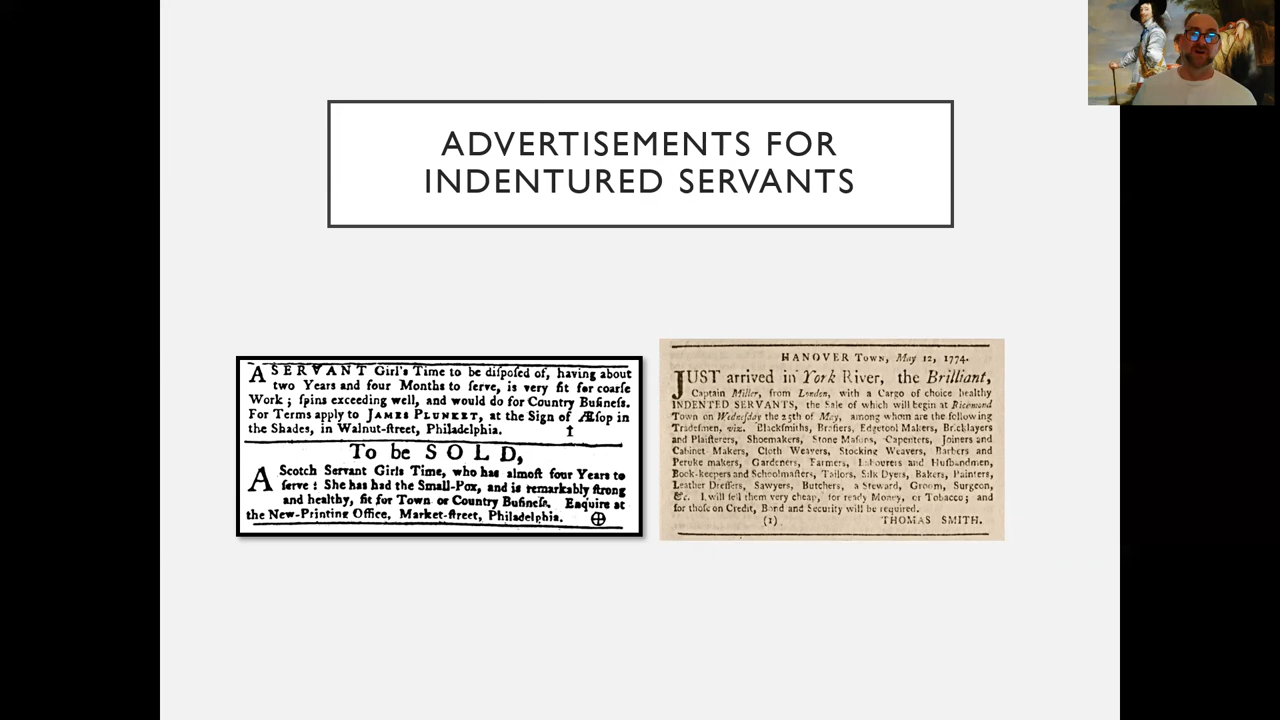 ADVERTISEMENTS FOR
INDENTURED SERVANTS
A SERVANT Girl's Time to be diſpoſed of, having about
two Years and four Months to ſerve, is very fit for coarſe
Work ; ſpins exceeding well, and would do for Country Buſineſs.
For Terms apply to JAMES PLUNKET, at the Sign of Æſop in
the Shades, in Walnut-ſtreet, Philadelphia. †
To be SOLD,
A Scotch Servant Girls Time, who has almoſt four Years to
ſerve : She has had the Small-Pox, and is remarkably ſtrong
and healthy, fit for Town or Country Buſineſs. Enquire at
the New-Printing Office, Market-ſtreet, Philadelphia. ⊕
HANOVER Town, May 12, 1774.
JUST arrived in York River, the Brilliant,
Captain Miller, from London, with a Cargo of choice healthy
INDENTED SERVANTS, the Sale of which will begin at Richmond
Town on Wedneſday the 25th of May, among whom are the following
Tradeſmen, viz. Blackſmiths, Braſiers, Edgetool Makers, Bricklayers
and Plaiſterers, Shoemakers, Stone Maſons, Carpenters, Joiners and
Cabinet Makers, Cloth Weavers, Stocking Weavers, Barbers and
Peruke makers, Gardeners, Farmers, Labourers and Huſbandmen,
Book-keepers and Schoolmaſters, Tailors, Silk Dyers, Bakers, Painters,
Leather Dreſſers, Sawyers, Butchers, a Steward, Groom, Surgeon,
&c. I will ſell them very cheap, for ready Money, or Tobacco; and
for thoſe on Credit, Bond and Security will be required.
(1) THOMAS SMITH.